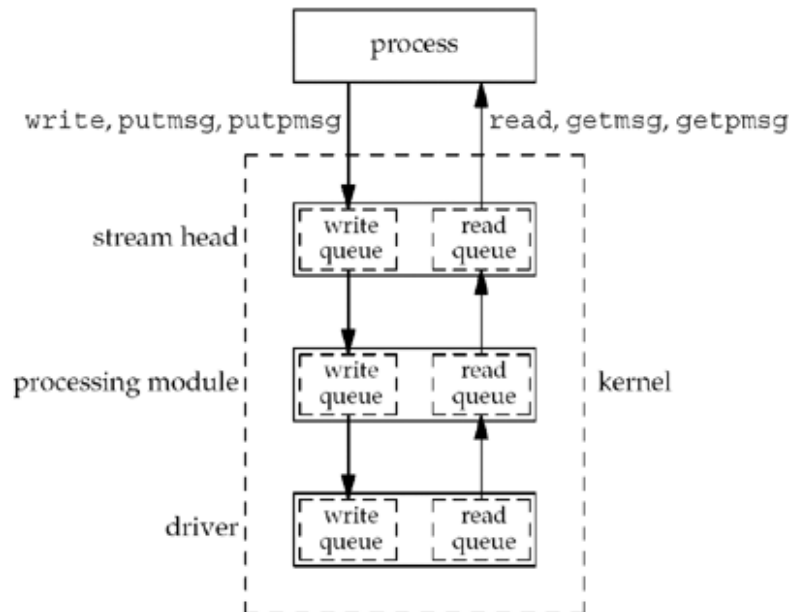 process
write, putmsg, putpmsg
read, getmsg, getpmsg
stream head
write
queue
read
queue
processing module
write
queue
read
queue
kernel
driver
write
queue
read
queue